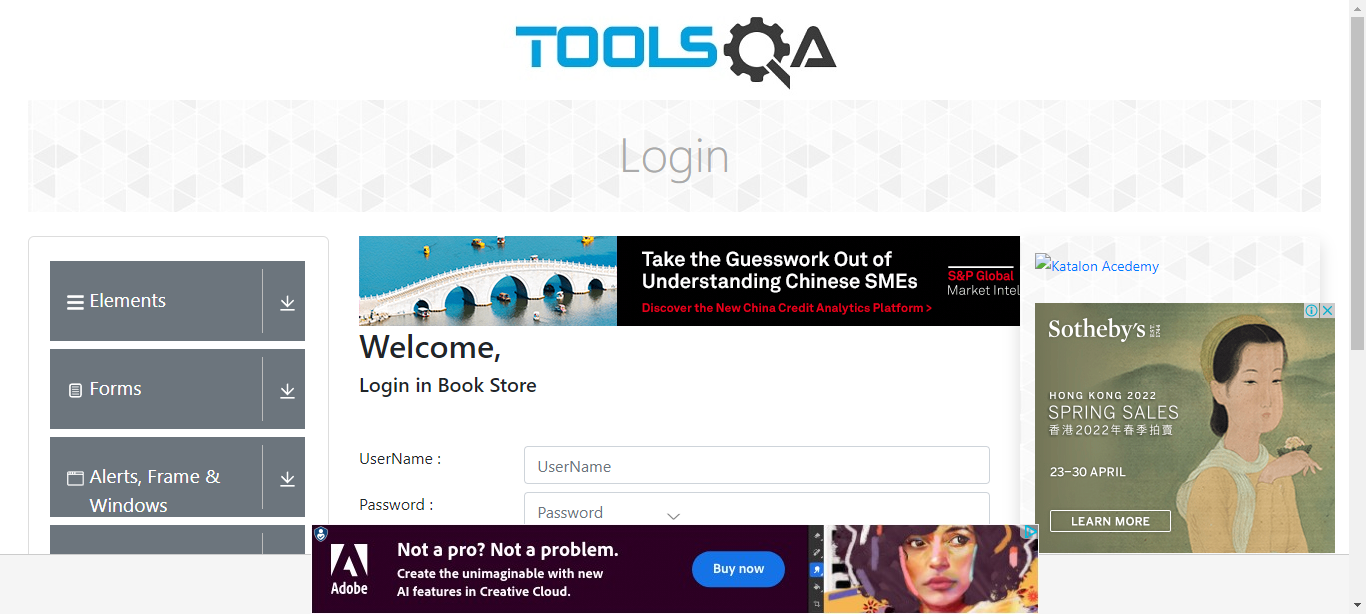 TOOLSQA
Login
Elements
Forms
Alerts, Frame &
Windows
Take the Guesswork Out of
Understanding Chinese SMEs
Discover the New China Credit Analytics Platform >
S&P Global
Market Intel
Welcome,
Login in Book Store
UserName :
UserName
Password :
Password
Katalon Acedemy
Sotheby's EST. 1744
HONG KONG 2022
SPRING SALES
香港2022年春季拍賣
23–30 APRIL
LEARN MORE
Adobe
Not a pro? Not a problem.
Create the unimaginable with new
AI features in Creative Cloud.
Buy now